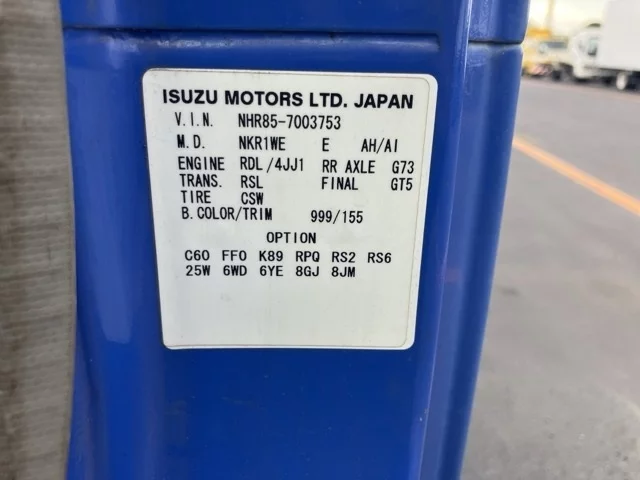 ISUZU MOTORS LTD. JAPAN
V.I.N. NHR85-7003753
M.D. NKR1WE E AH/AI
ENGINE RDL/4JJ1 RR AXLE G73
TRANS. RSL FINAL GT5
TIRE CSW
B.COLOR/TRIM 999/155
OPTION
C60 FF0 K89 RPQ RS2 RS6
25W 6WD 6YE 8GJ 8JM